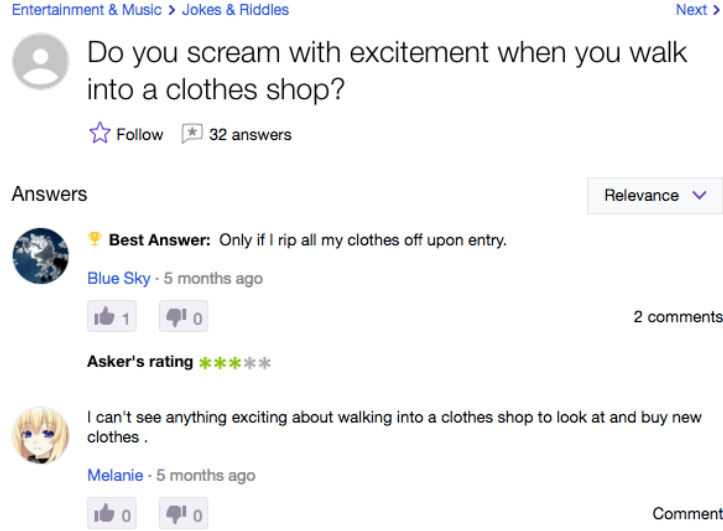 Entertainment & Music > Jokes & Riddles
Next >
Do you scream with excitement when you walk
into a clothes shop?
Follow
32 answers
Answers
Relevance
Best Answer: Only if I rip all my clothes off upon entry.
Blue Sky · 5 months ago
1
0
2 comments
Asker's rating
I can't see anything exciting about walking into a clothes shop to look at and buy new
clothes .
Melanie · 5 months ago
0
0
Comment